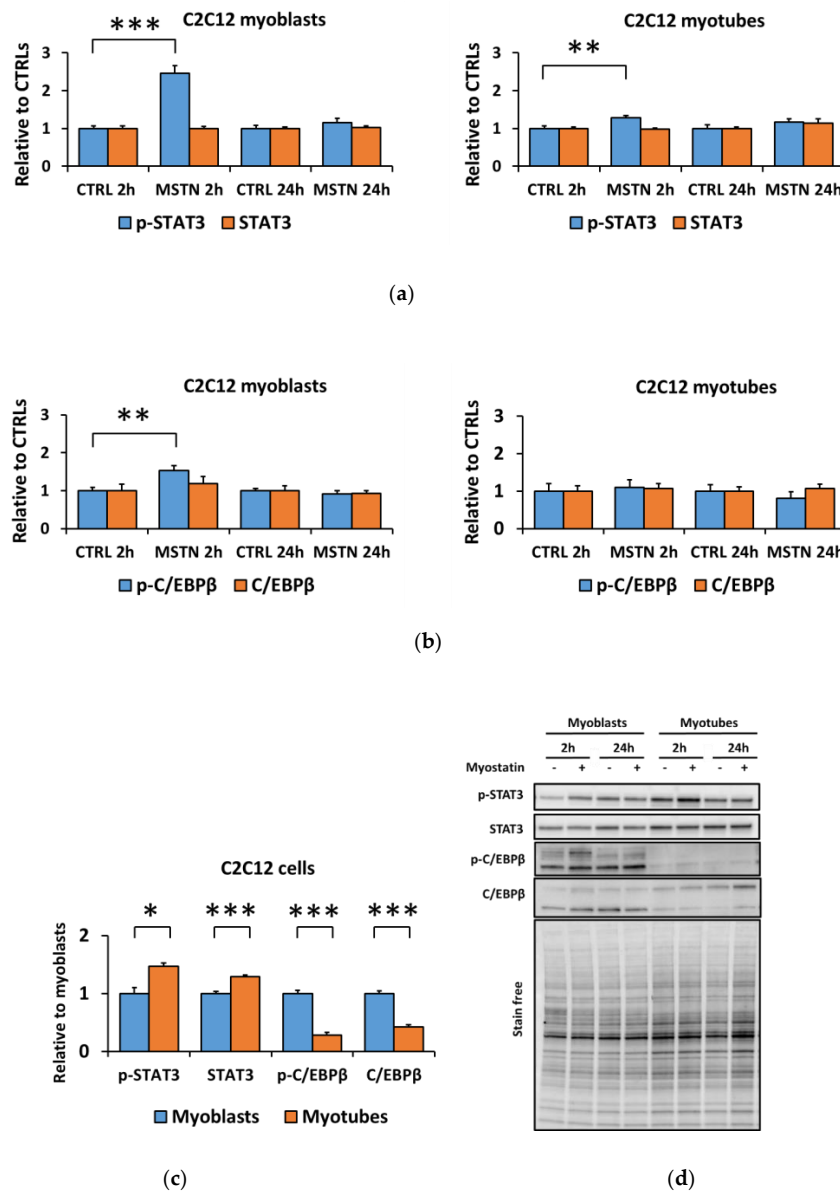 C2C12 myoblasts
***
Relative to CTRLs
3
2
1
0
CTRL 2h MSTN 2h CTRL 24h MSTN 24h
p-STAT3 STAT3
C2C12 myotubes
**
Relative to CTRLs
3
2
1
0
CTRL 2h MSTN 2h CTRL 24h MSTN 24h
p-STAT3 STAT3
(a)
C2C12 myoblasts
**
Relative to CTRLs
3
2
1
0
CTRL 2h MSTN 2h CTRL 24h MSTN 24h
p-C/EBPβ C/EBPβ
C2C12 myotubes
Relative to CTRLs
3
2
1
0
CTRL 2h MSTN 2h CTRL 24h MSTN 24h
p-C/EBPβ C/EBPβ
(b)
C2C12 cells
* *** *** ***
Relative to myoblasts
2
1
0
p-STAT3 STAT3 p-C/EBPβ C/EBPβ
Myoblasts Myotubes
(c)
Myoblasts Myotubes
2h 24h 2h 24h
Myostatin - + - + - + - +
p-STAT3
STAT3
p-C/EBPβ
C/EBPβ
Stain free
(d)